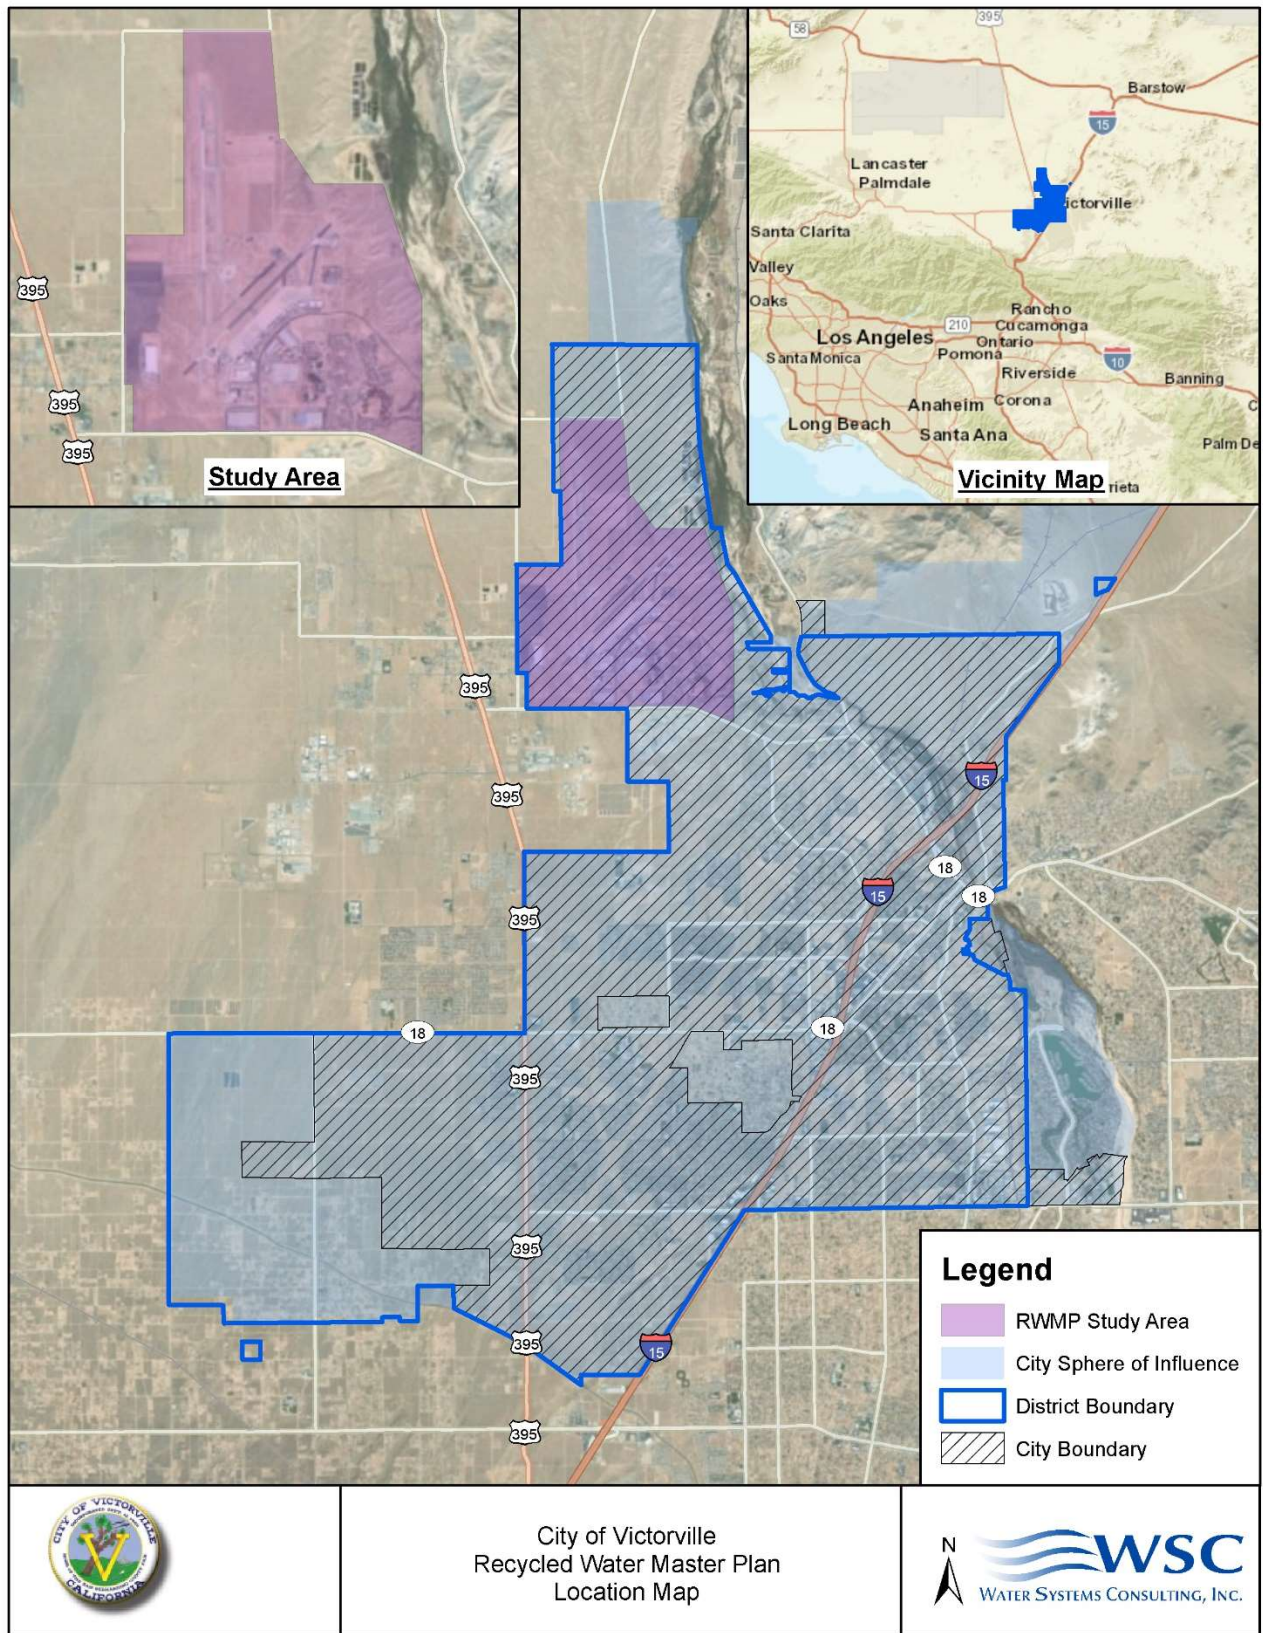 395
395
395
Study Area
395
58
Barstow
15
Lancaster
Palmdale
ictorville
Santa Clarita
Valley
Oaks
Rancho
Cucamonga
210
Los Angeles
Ontario
Pomona
Santa Monica
10
Riverside
Banning
Anaheim
Corona
Long Beach
Santa Ana
Palm De
Vicinity Map
rrieta
395
15
395
18
15
18
395
18
18
395
395
395
15
395
Legend
RWMP Study Area
City Sphere of Influence
District Boundary
City Boundary
CITY OF VICTORVILLE
V
CALIFORNIA
City of Victorville
Recycled Water Master Plan
Location Map
N
WSC
WATER SYSTEMS CONSULTING, INC.